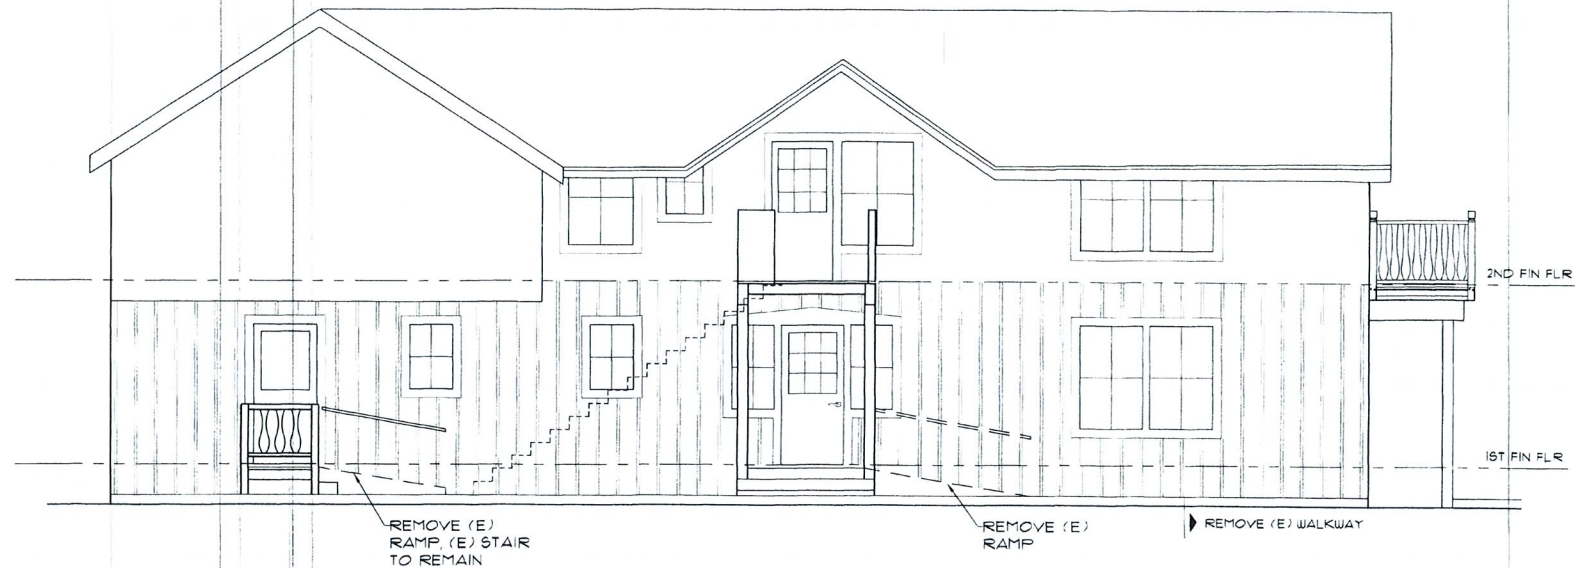 2ND FIN FLR
1ST FIN FLR
REMOVE (E)
RAMP, (E) STAIR
TO REMAIN
REMOVE (E)
RAMP
REMOVE (E) WALKWAY